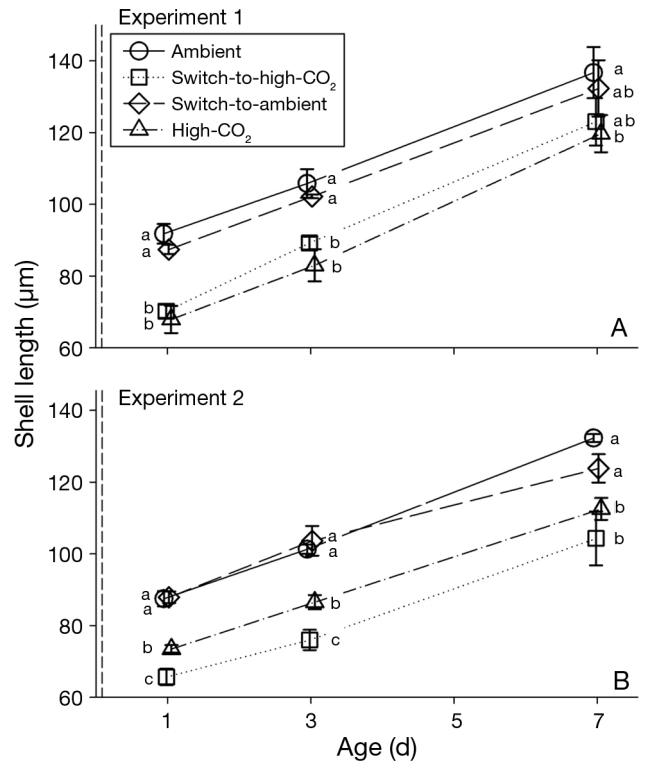 Experiment 1
Ambient
Switch-to-high-CO₂
Switch-to-ambient
High-CO₂
140
120
100
80
60
a
a
b
b
a
a
b
b
a
ab
ab
b
A
Shell length (µm)
Experiment 2
140
120
100
80
60
a
a
b
c
a
a
b
c
a
a
b
b
B
1
3
5
7
Age (d)